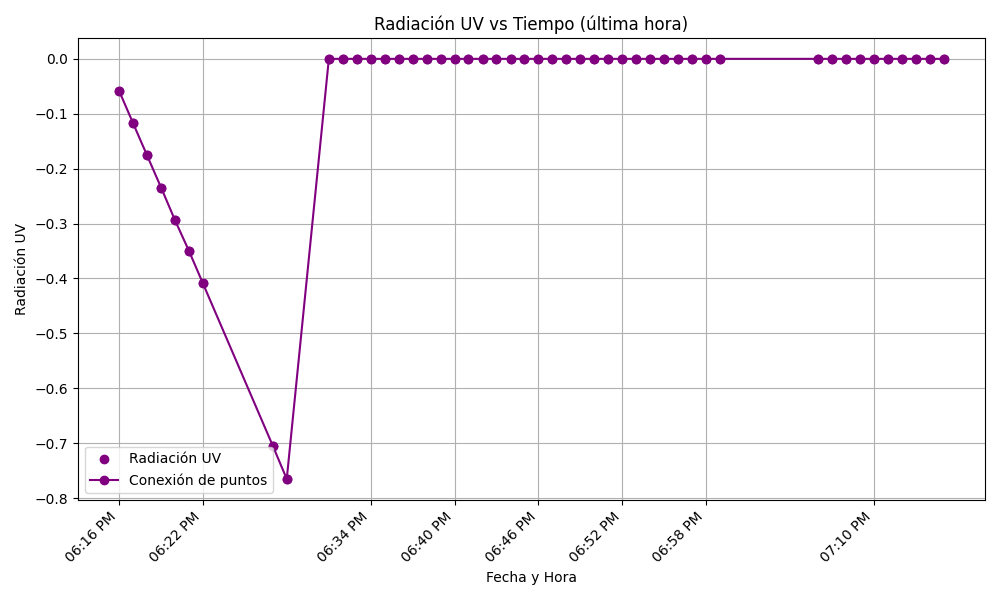 Radiación UV vs Tiempo (última hora)
Radiación UV
0.0
−0.1
−0.2
−0.3
−0.4
−0.5
−0.6
−0.7
−0.8
Radiación UV
Conexión de puntos
06:16 PM
06:22 PM
06:34 PM
06:40 PM
06:46 PM
06:52 PM
06:58 PM
07:10 PM
Fecha y Hora